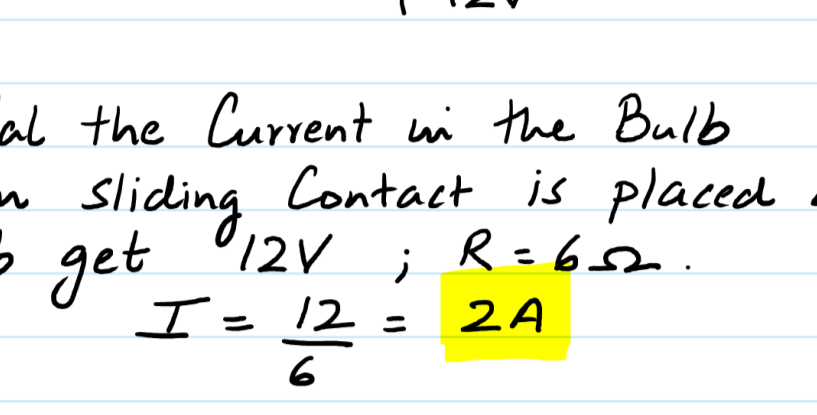 al the Current in the Bulb
sliding Contact is placed
get 12V ; R = 6Ω.
I = 12/6 = 2A